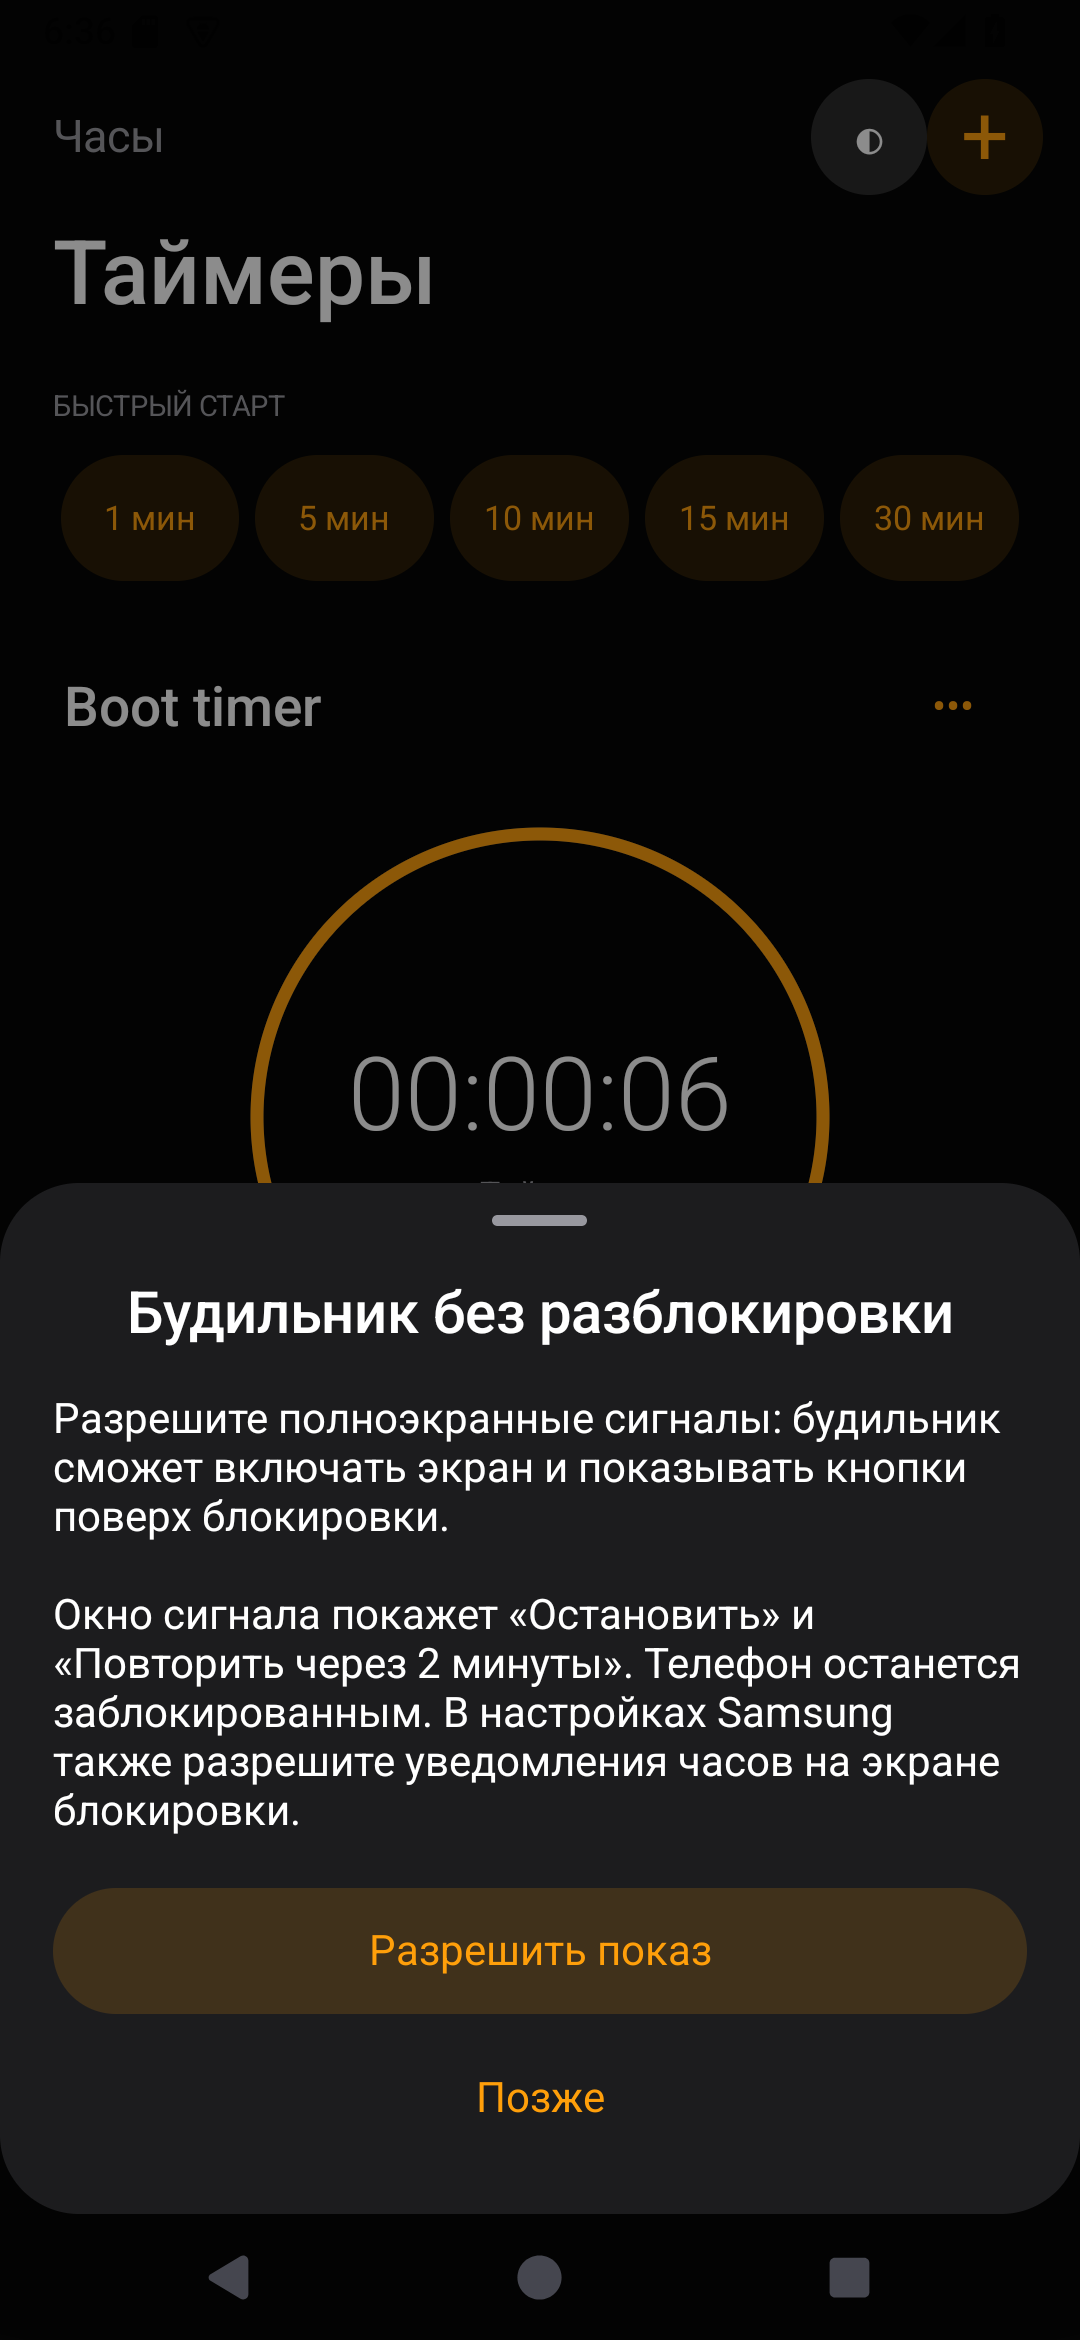 6:36
Часы
Таймеры
БЫСТРЫЙ СТАРТ
1 мин
5 мин
10 мин
15 мин
30 мин
Boot timer
00:00:06
Будильник без разблокировки
Разрешите полноэкранные сигналы: будильник
сможет включать экран и показывать кнопки
поверх блокировки.
Окно сигнала покажет «Остановить» и
«Повторить через 2 минуты». Телефон останется
заблокированным. В настройках Samsung
также разрешите уведомления часов на экране
блокировки.
Разрешить показ
Позже